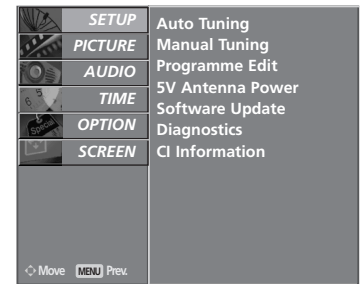 SETUP
PICTURE
AUDIO
TIME
OPTION
SCREEN
Auto Tuning
Manual Tuning
Programme Edit
5V Antenna Power
Software Update
Diagnostics
CI Information
Special
Move MENU Prev.